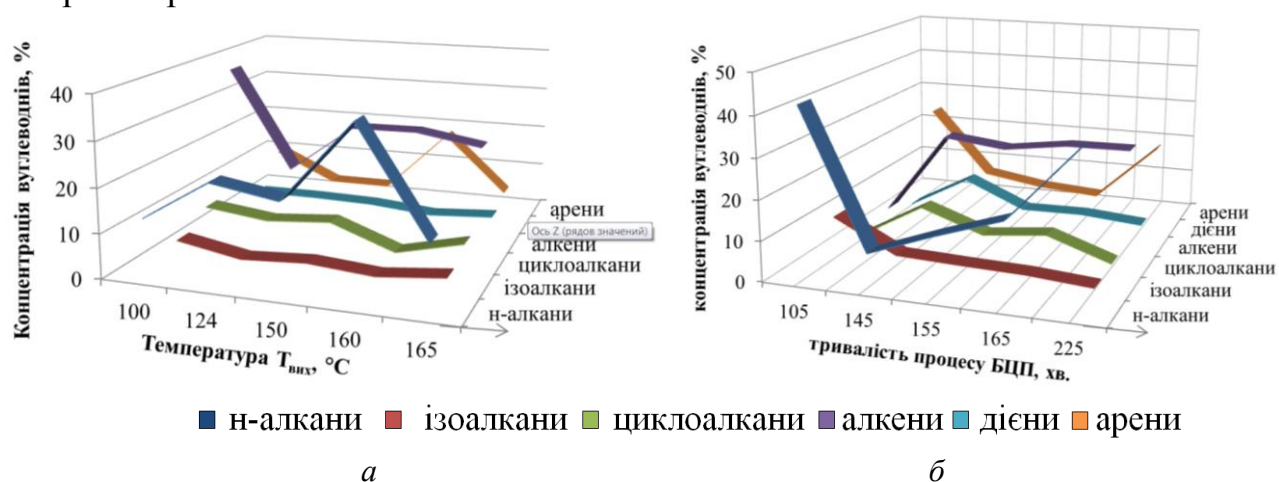 Концентрація вуглеводнів, %
40
30
20
10
0
100
124
150
160
165
Температура Tвих, °C
арени
Ось Z (рядов значений)
алкени
циклоалкани
ізоалкани
н-алкани
концентрація вуглеводнів, %
50
40
30
20
10
0
105
145
155
165
225
тривалість процесу БЦП, хв.
арени
дієни
алкени
циклоалкани
ізоалкани
н-алкани
н-алкани ізоалкани циклоалкани алкени дієни арени
а б